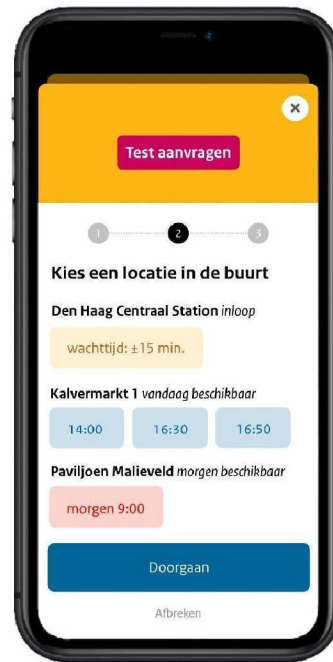 Test aanvragen
1 2 3
Kies een locatie in de buurt
Den Haag Centraal Station inloop
wachttijd: ±15 min.
Kalvermarkt 1 vandaag beschikbaar
14:00 16:30 16:50
Paviljoen Malieveld morgen beschikbaar
morgen 9:00
Doorgaan
Afbreken